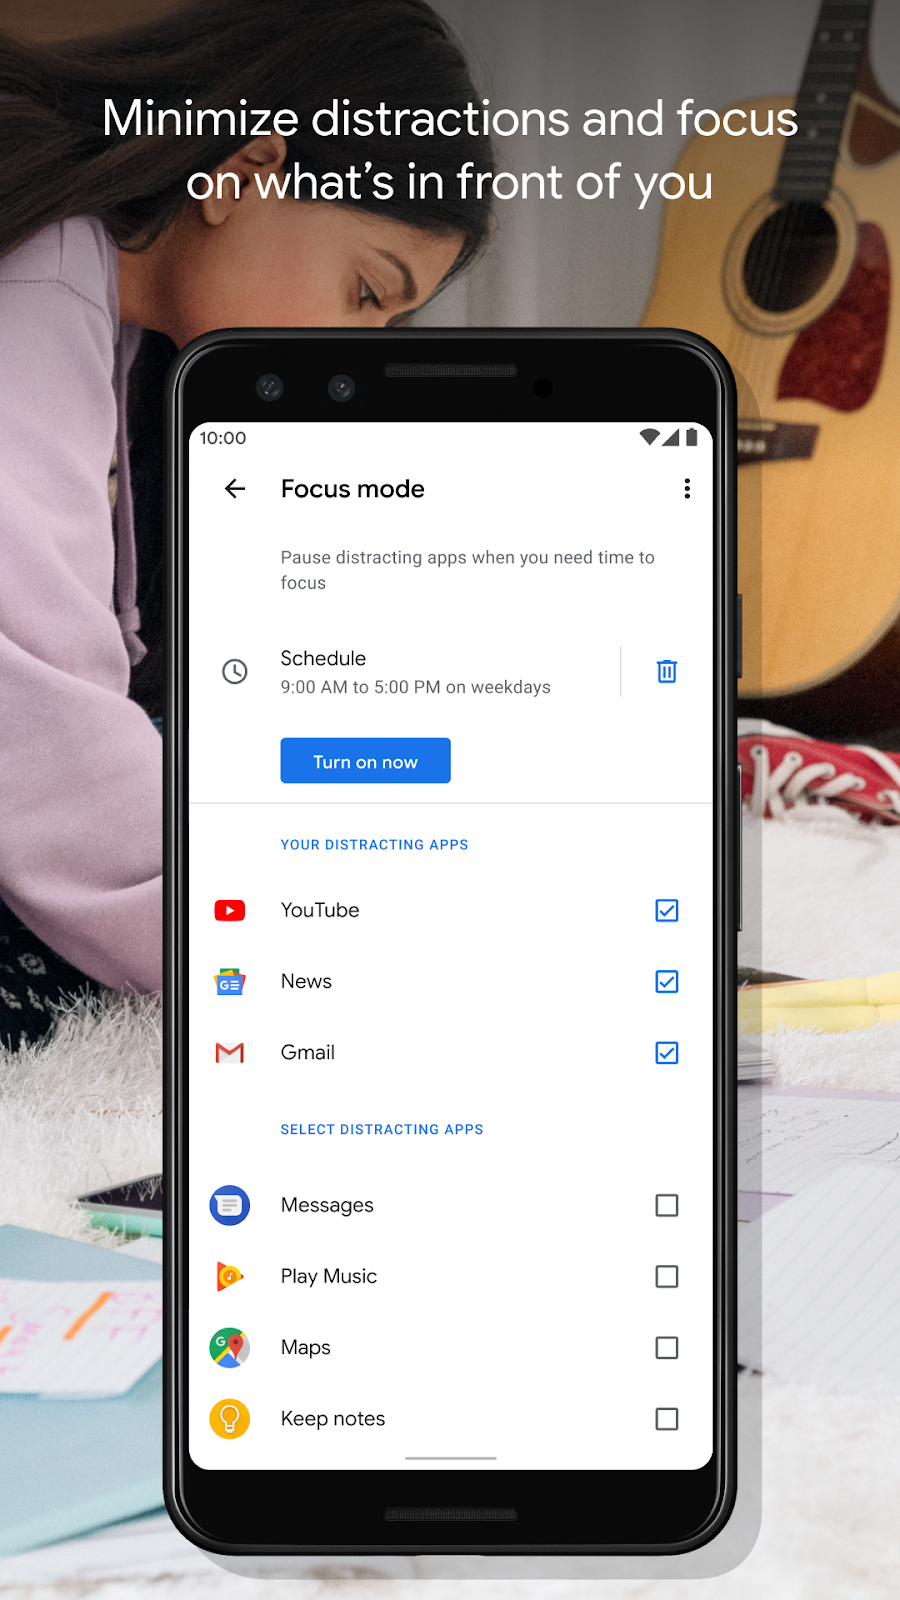 Minimize distractions and focus
on what's in front of you
10:00
Focus mode
Pause distracting apps when you need time to
focus
Schedule
9:00 AM to 5:00 PM on weekdays
Turn on now
YOUR DISTRACTING APPS
YouTube
News
Gmail
SELECT DISTRACTING APPS
Messages
Play Music
Maps
Keep notes